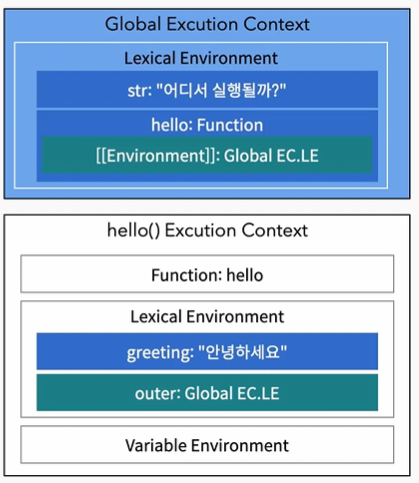 Global Excution Context
Lexical Environment
str: "어디서 실행될까?"
hello: Function
[[Environment]]: Global EC.LE
hello() Excution Context
Function: hello
Lexical Environment
greeting: "안녕하세요"
outer: Global EC.LE
Variable Environment